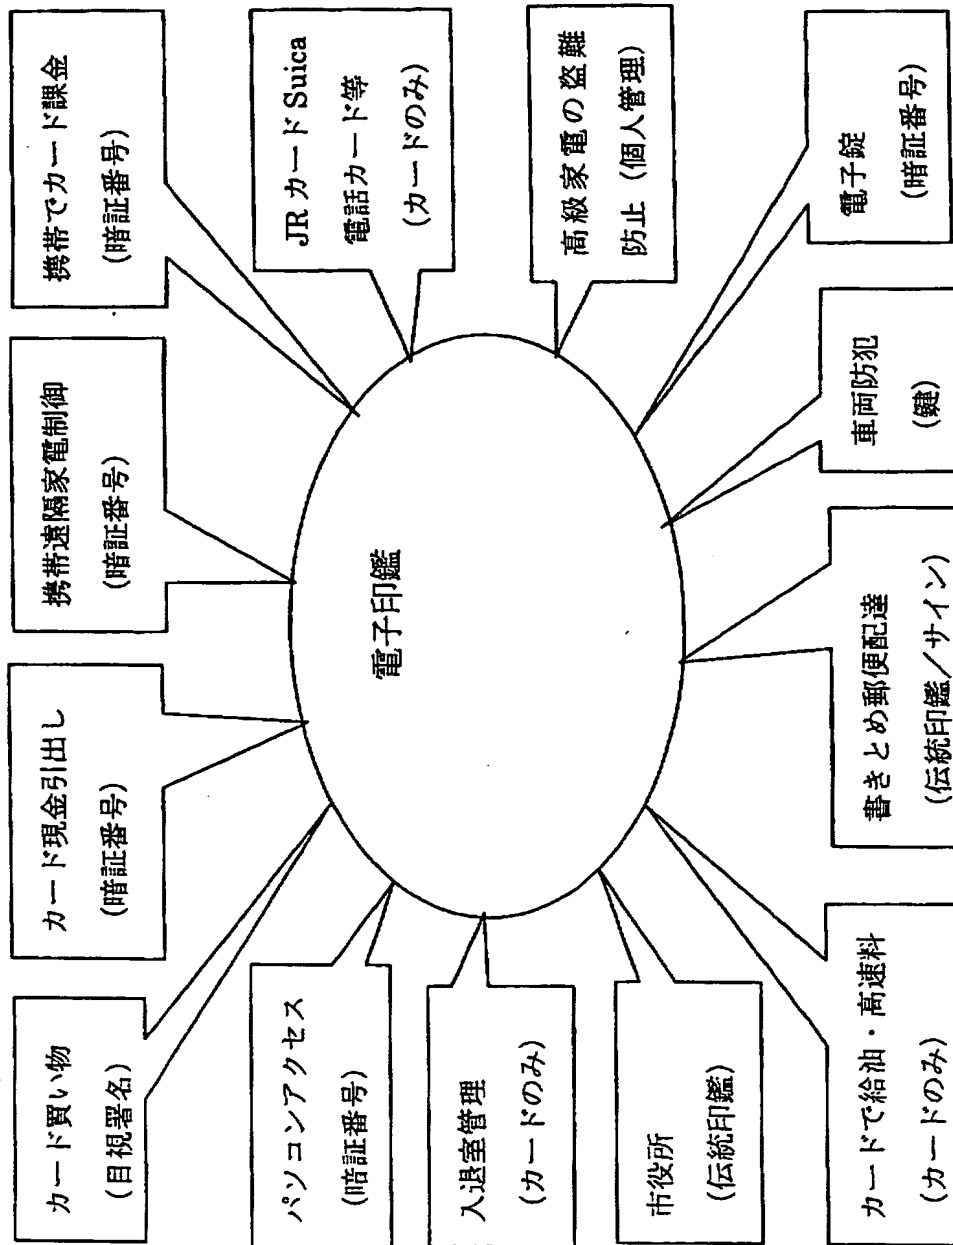 カード買い物
(目視署名)
カード現金引出し
(暗証番号)
携帯遠隔家電制御
(暗証番号)
携帯でカード課金
(暗証番号)
パソコンアクセス
(暗証番号)
JR カード Suica
電話カード等
(カードのみ)
電子印鑑
入退室管理
(カードのみ)
高級家電の盗難
防止 (個人管理)
市役所
(伝統印鑑)
カードで給油・高速料
(カードのみ)
書きとめ郵便配達
(伝統印鑑／サイン)
車両防犯
(鍵)
電子錠
(暗証番号)